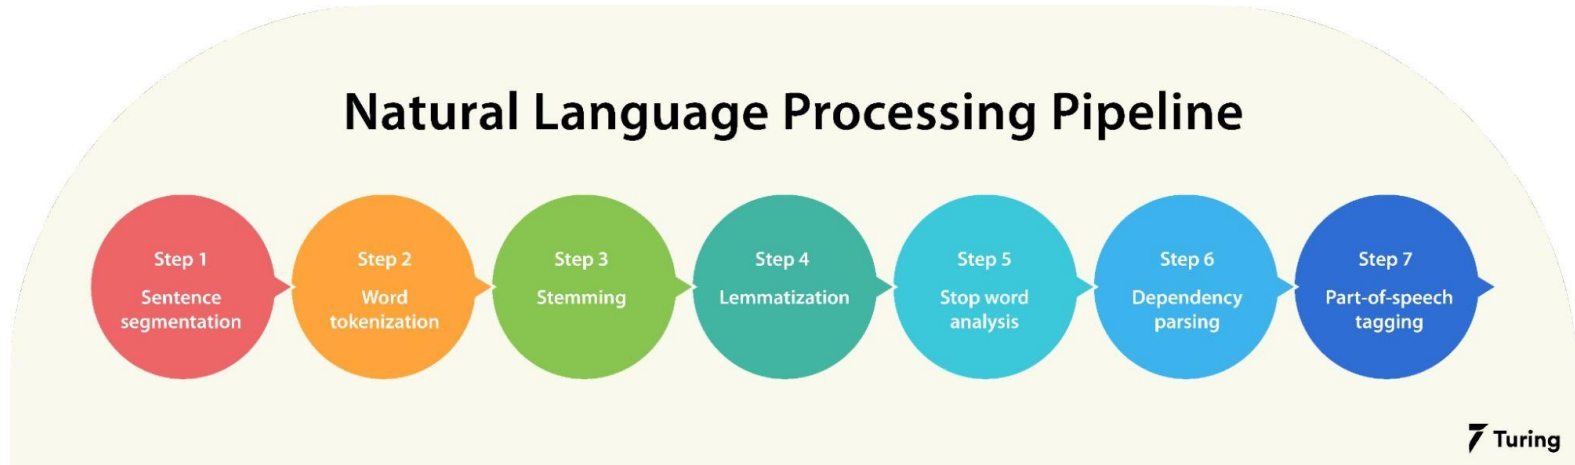 Natural Language Processing Pipeline
Step 1
Sentence
segmentation
Step 2
Word
tokenization
Step 3
Stemming
Step 4
Lemmatization
Step 5
Stop word
analysis
Step 6
Dependency
parsing
Step 7
Part-of-speech
tagging
Turing